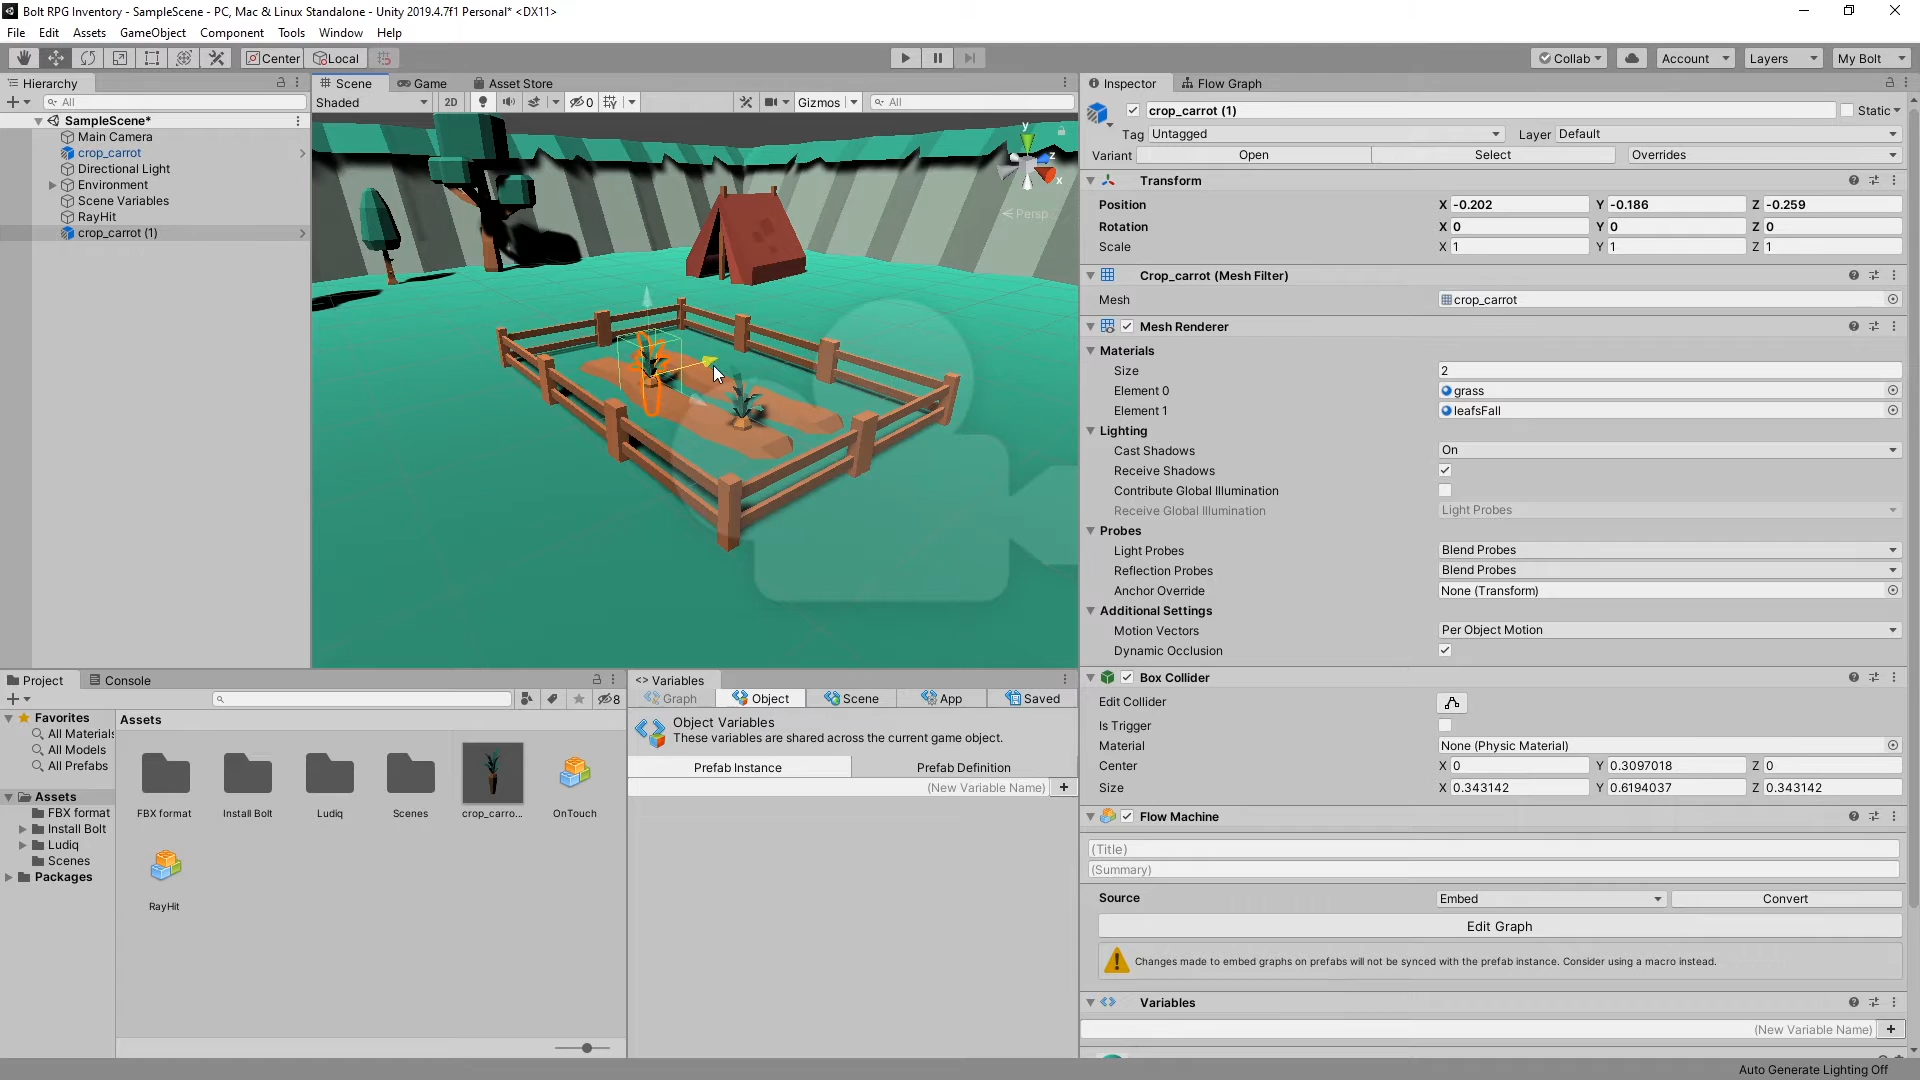 Bolt RPG Inventory - SampleScene - PC, Mac & Linux Standalone - Unity 2019.4.7f1 Personal* <DX11>
File Edit Assets GameObject Component Tools Window Help
Center Local Collab Account Layers My Bolt
Hierarchy
All
SampleScene*
Main Camera
crop_carrot
Directional Light
Environment
Scene Variables
RayHit
crop_carrot (1)
Scene Game Asset Store
Shaded 2D 0 Gizmos All
y
z
x
Persp
Inspector Flow Graph
crop_carrot (1) Static
Tag Untagged Layer Default
Variant Open Select Overrides
Transform
Position X -0.202 Y -0.186 Z -0.259
Rotation X 0 Y 0 Z 0
Scale X 1 Y 1 Z 1
Crop_carrot (Mesh Filter)
Mesh crop_carrot
Mesh Renderer
Materials
Size 2
Element 0 grass
Element 1 leafsFall
Lighting
Cast Shadows On
Receive Shadows
Contribute Global Illumination
Receive Global Illumination Light Probes
Probes
Light Probes Blend Probes
Reflection Probes Blend Probes
Anchor Override None (Transform)
Additional Settings
Motion Vectors Per Object Motion
Dynamic Occlusion
Box Collider
Edit Collider
Is Trigger
Material None (Physic Material)
Center X 0 Y 0.3097018 Z 0
Size X 0.343142 Y 0.6194037 Z 0.343142
Flow Machine
(Title)
(Summary)
Source Embed Convert
Edit Graph
Changes made to embed graphs on prefabs will not be synced with the prefab instance. Consider using a macro instead.
Variables
(New Variable Name)
Project Console
8
Favorites
All Materials
All Models
All Prefabs
Assets
FBX format
Install Bolt
Ludiq
Scenes
Packages
Assets
FBX format Install Bolt Ludiq Scenes crop_carro... OnTouch
RayHit
Variables
Graph Object Scene App Saved
Object Variables
These variables are shared across the current game object.
Prefab Instance Prefab Definition
(New Variable Name)
Auto Generate Lighting Off